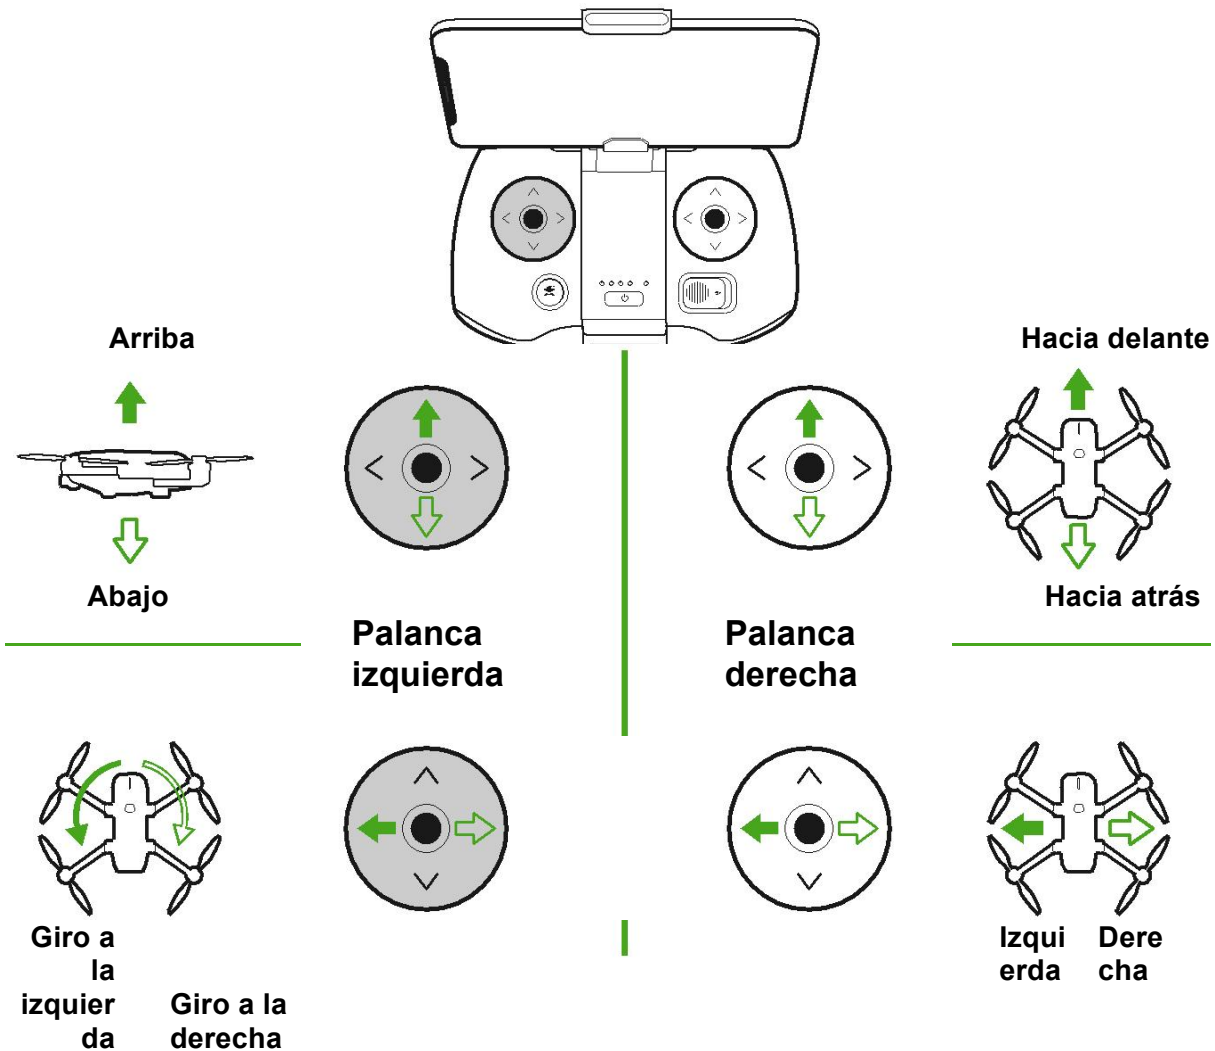 Arriba
Hacia delante
Abajo
Hacia atrás
Palanca
izquierda
Palanca
derecha
Giro a
la
izquier
da
Giro a la
derecha
Izqui
erda
Dere
cha